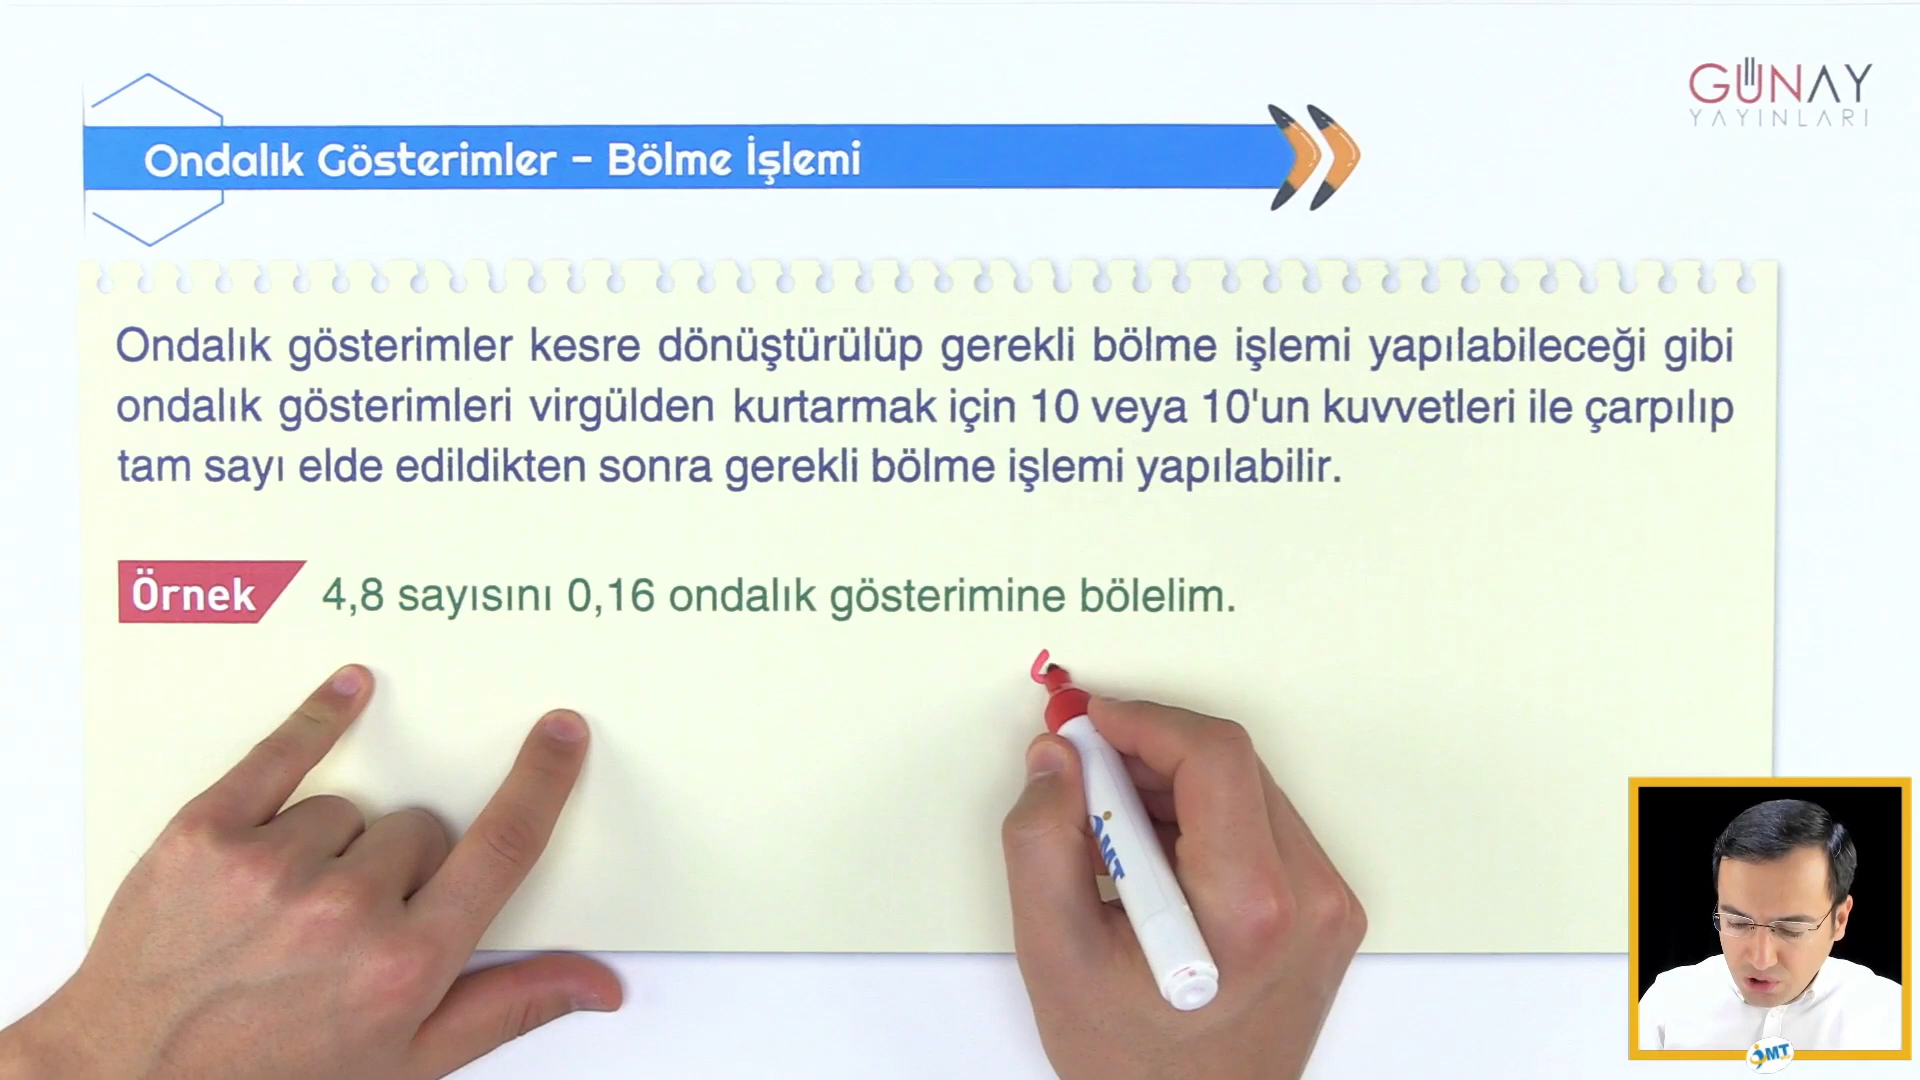 GÜNAY
YAYINLARI
Ondalık Gösterimler - Bölme İşlemi
Ondalık gösterimler kesre dönüştürülüp gerekli bölme işlemi yapılabileceği gibi
ondalık gösterimleri virgülden kurtarmak için 10 veya 10'un kuvvetleri ile çarpılıp
tam sayı elde edildikten sonra gerekli bölme işlemi yapılabilir.
Örnek 4,8 sayısını 0,16 ondalık gösterimine bölelim.
MT
MT